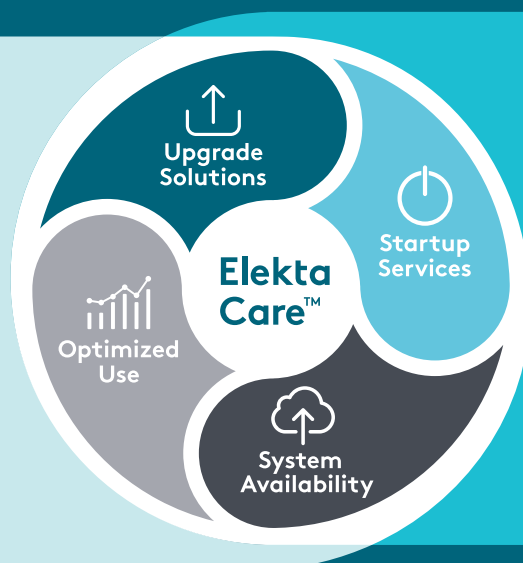 Upgrade
Solutions
Startup
Services
Elekta
Care™
Optimized
Use
System
Availability